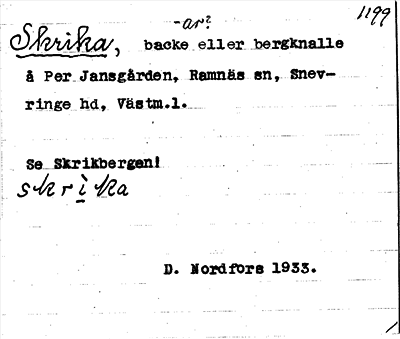 1199
-ar?
Skrika, backe eller bergknalle
å Per Jansgården, Ramnäs sn, Snev-
ringe hd, Västm.l.
Se Skrikbergen!
skrika
D. Nordfors 1933.
/